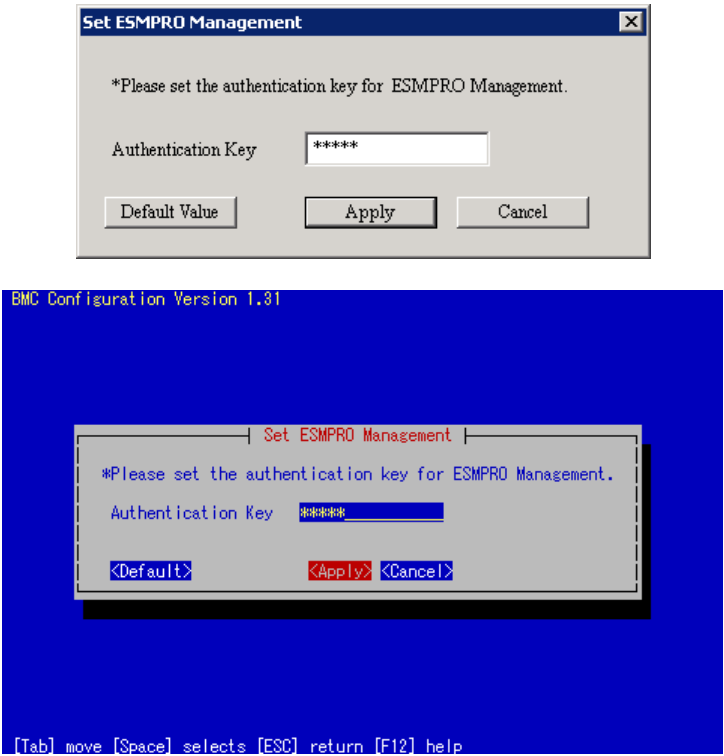 Set ESMPRO Management
*Please set the authentication key for ESMPRO Management.
Authentication Key *****
Default Value Apply Cancel
BMC Configuration Version 1.31
Set ESMPRO Management
*Please set the authentication key for ESMPRO Management.
Authentication Key *****___________
<Default> <Apply> <Cancel>
[Tab] move [Space] selects [ESC] return [F12] help